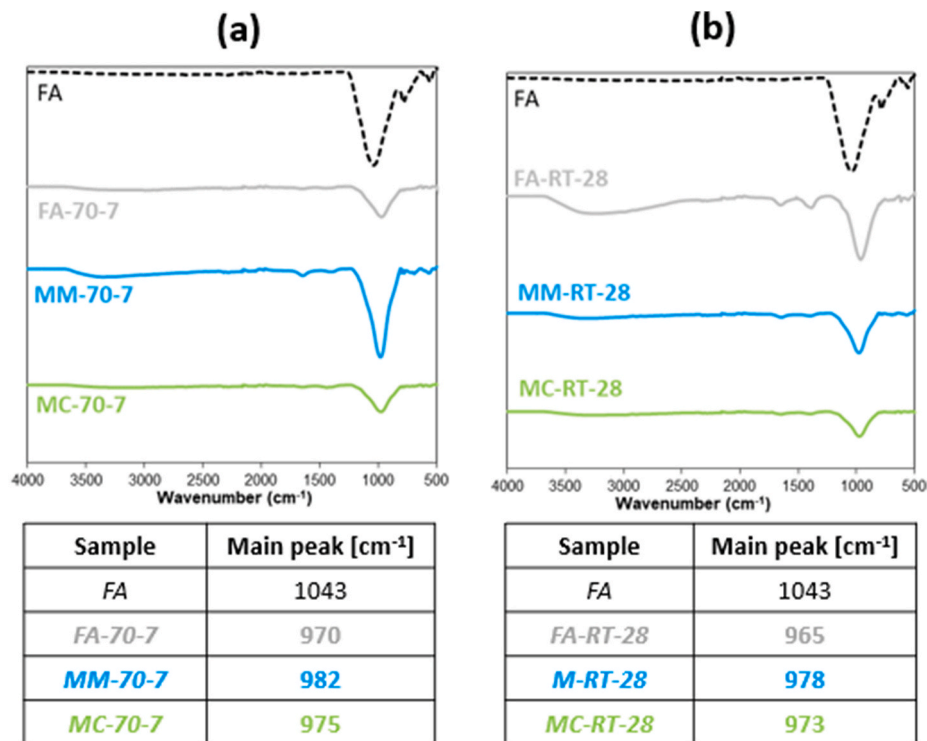 (a)
FA
FA-70-7
MM-70-7
MC-70-7
4000 3500 3000 2500 2000 1500 1000 500
Wavenumber (cm⁻¹)
Sample Main peak [cm⁻¹]
FA 1043
FA-70-7 970
MM-70-7 982
MC-70-7 975
(b)
FA
FA-RT-28
MM-RT-28
MC-RT-28
4000 3500 3000 2500 2000 1500 1000 500
Wavenumber (cm⁻¹)
Sample Main peak [cm⁻¹]
FA 1043
FA-RT-28 965
M-RT-28 978
MC-RT-28 973